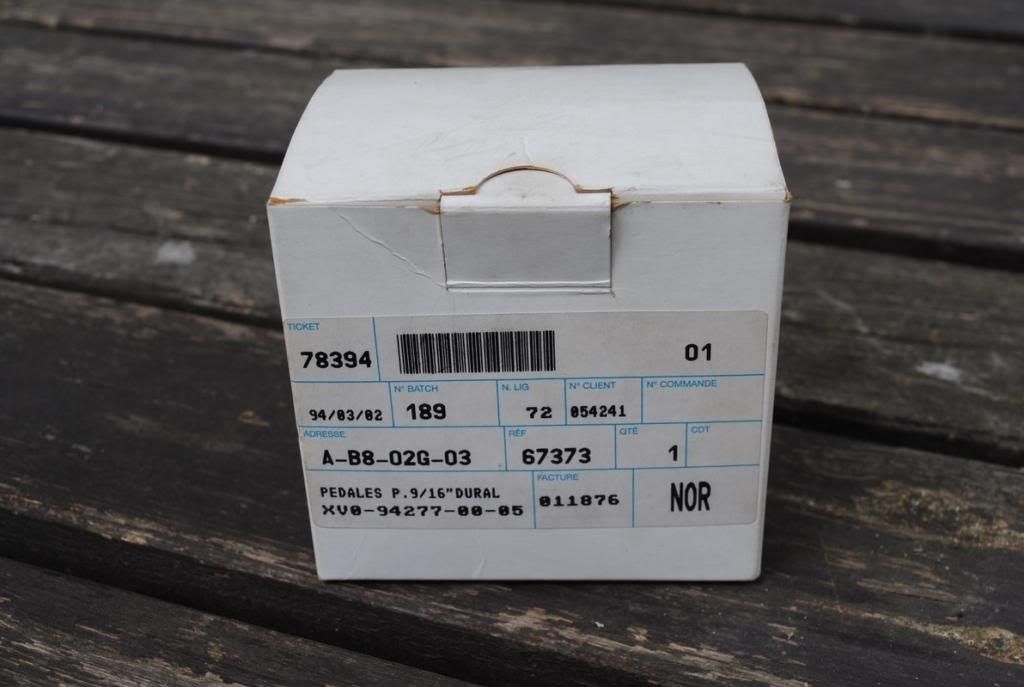 TICKET
78394 01
94/03/02 N° BATCH 189 N. LIG 72 N° CLIENT 054241 N° COMMANDE
ADRESSE A-B8-02G-03 RÉF 67373 QTÉ 1 CDT
PEDALES P.9/16"DURAL
XV0-94277-00-05
FACTURE
011876
NOR